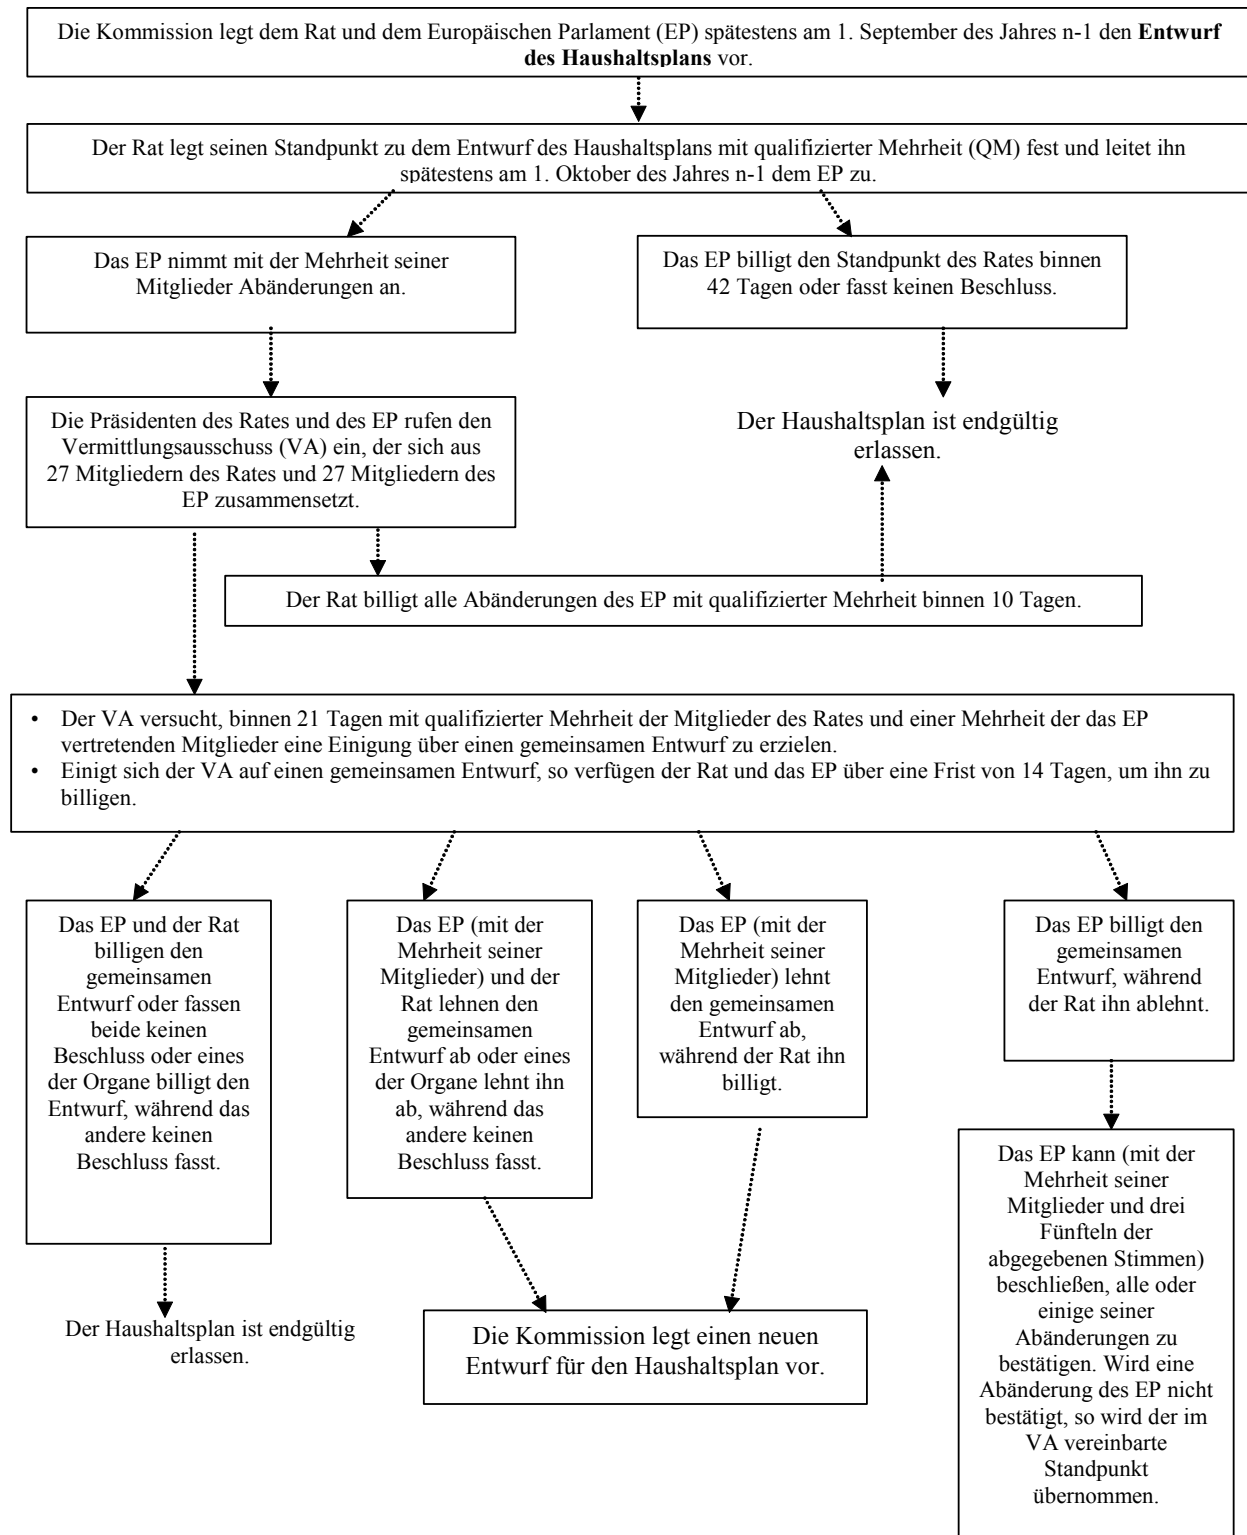 Die Kommission legt dem Rat und dem Europäischen Parlament (EP) spätestens am 1. September des Jahres n-1 den Entwurf
des Haushaltsplans vor.
Der Rat legt seinen Standpunkt zu dem Entwurf des Haushaltsplans mit qualifizierter Mehrheit (QM) fest und leitet ihn
spätestens am 1. Oktober des Jahres n-1 dem EP zu.
Das EP nimmt mit der Mehrheit seiner
Mitglieder Abänderungen an.
Das EP billigt den Standpunkt des Rates binnen
42 Tagen oder fasst keinen Beschluss.
Die Präsidenten des Rates und des EP rufen den
Vermittlungsausschuss (VA) ein, der sich aus
27 Mitgliedern des Rates und 27 Mitgliedern des
EP zusammensetzt.
Der Haushaltsplan ist endgültig
erlassen.
Der Rat billigt alle Abänderungen des EP mit qualifizierter Mehrheit binnen 10 Tagen.
• Der VA versucht, binnen 21 Tagen mit qualifizierter Mehrheit der Mitglieder des Rates und einer Mehrheit der das EP
vertretenden Mitglieder eine Einigung über einen gemeinsamen Entwurf zu erzielen.
• Einigt sich der VA auf einen gemeinsamen Entwurf, so verfügen der Rat und das EP über eine Frist von 14 Tagen, um ihn zu
billigen.
Das EP und der Rat
billigen den
gemeinsamen
Entwurf oder fassen
beide keinen
Beschluss oder eines
der Organe billigt den
Entwurf, während das
andere keinen
Beschluss fasst.
Das EP (mit der
Mehrheit seiner
Mitglieder) und der
Rat lehnen den
gemeinsamen
Entwurf ab oder eines
der Organe lehnt ihn
ab, während das
andere keinen
Beschluss fasst.
Das EP (mit der
Mehrheit seiner
Mitglieder) lehnt
den gemeinsamen
Entwurf ab,
während der Rat ihn
billigt.
Das EP billigt den
gemeinsamen
Entwurf, während
der Rat ihn ablehnt.
Der Haushaltsplan ist endgültig
erlassen.
Die Kommission legt einen neuen
Entwurf für den Haushaltsplan vor.
Das EP kann (mit der
Mehrheit seiner
Mitglieder und drei
Fünfteln der
abgegebenen Stimmen)
beschließen, alle oder
einige seiner
Abänderungen zu
bestätigen. Wird eine
Abänderung des EP nicht
bestätigt, so wird der im
VA vereinbarte
Standpunkt
übernommen.